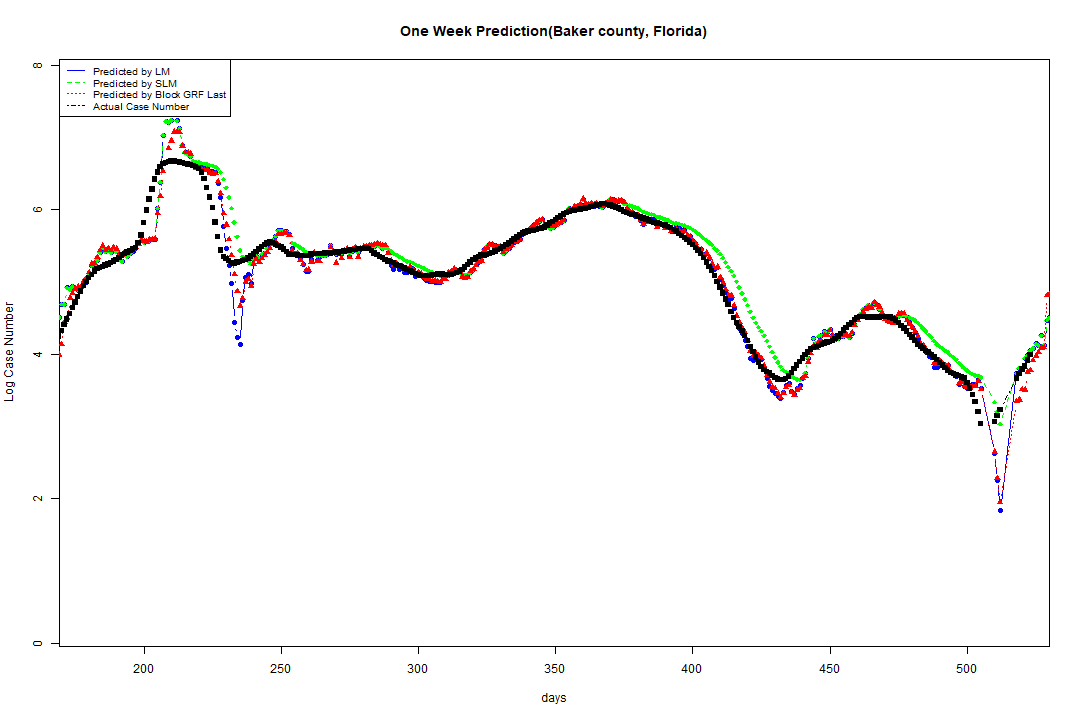 One Week Prediction(Baker county, Florida)
8
Predicted by LM
Predicted by SLM
Predicted by Block GRF Last
Actual Case Number
6
4
2
0
Log Case Number
200 250 300 350 400 450 500
days